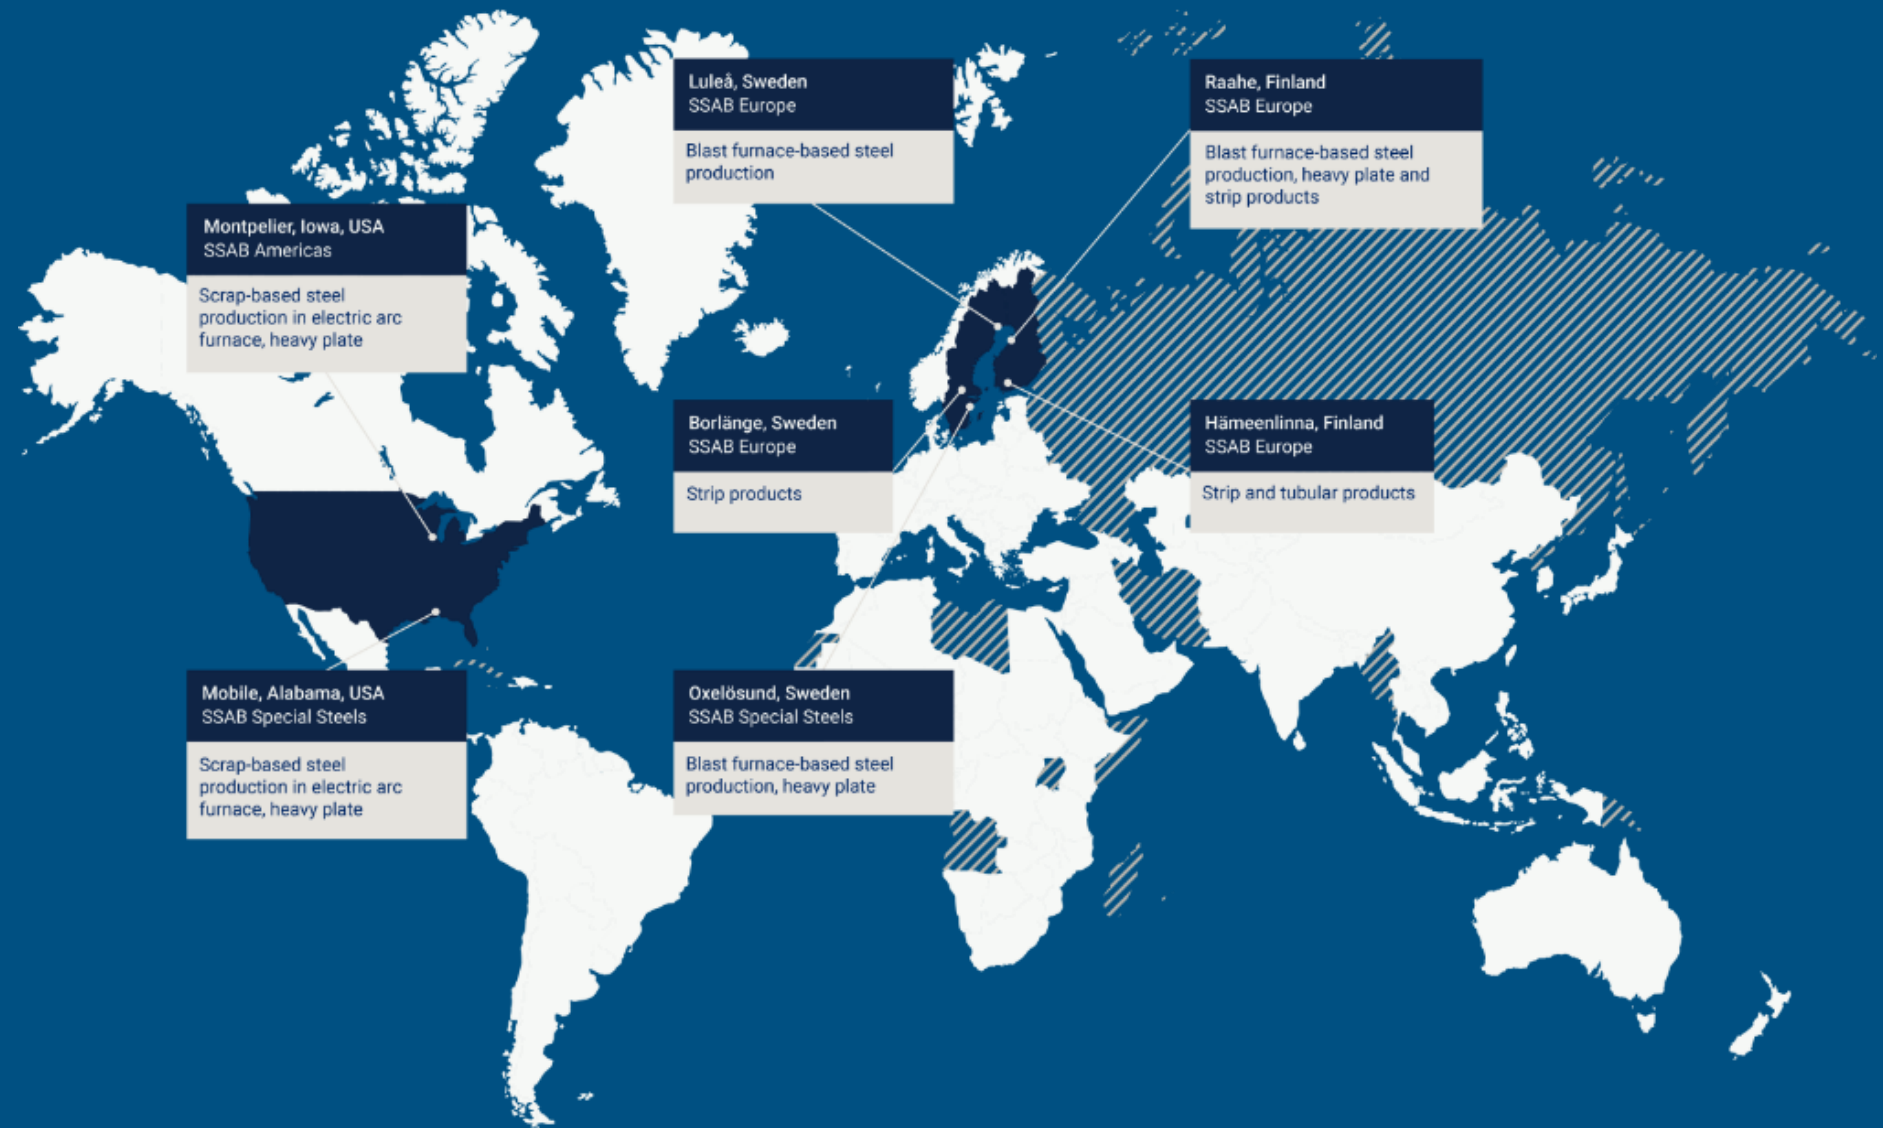 Luleå, Sweden
SSAB Europe
Blast furnace-based steel
production
Raahe, Finland
SSAB Europe
Blast furnace-based steel
production, heavy plate and
strip products
Montpelier, Iowa, USA
SSAB Americas
Scrap-based steel
production in electric arc
furnace, heavy plate
Borlänge, Sweden
SSAB Europe
Strip products
Hämeenlinna, Finland
SSAB Europe
Strip and tubular products
Mobile, Alabama, USA
SSAB Special Steels
Scrap-based steel
production in electric arc
furnace, heavy plate
Oxelösund, Sweden
SSAB Special Steels
Blast furnace-based steel
production, heavy plate